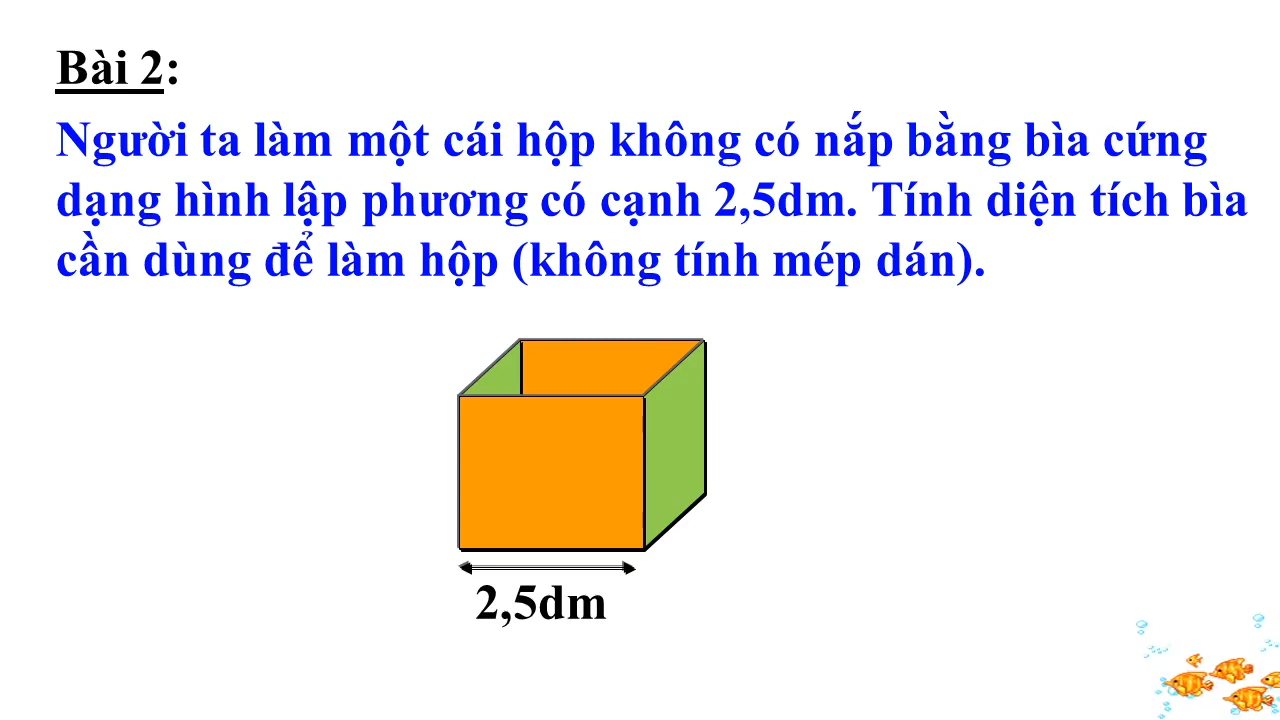 Bài 2:
Người ta làm một cái hộp không có nắp bằng bìa cứng
dạng hình lập phương có cạnh 2,5dm. Tính diện tích bìa
cần dùng để làm hộp (không tính mép dán).
2,5dm